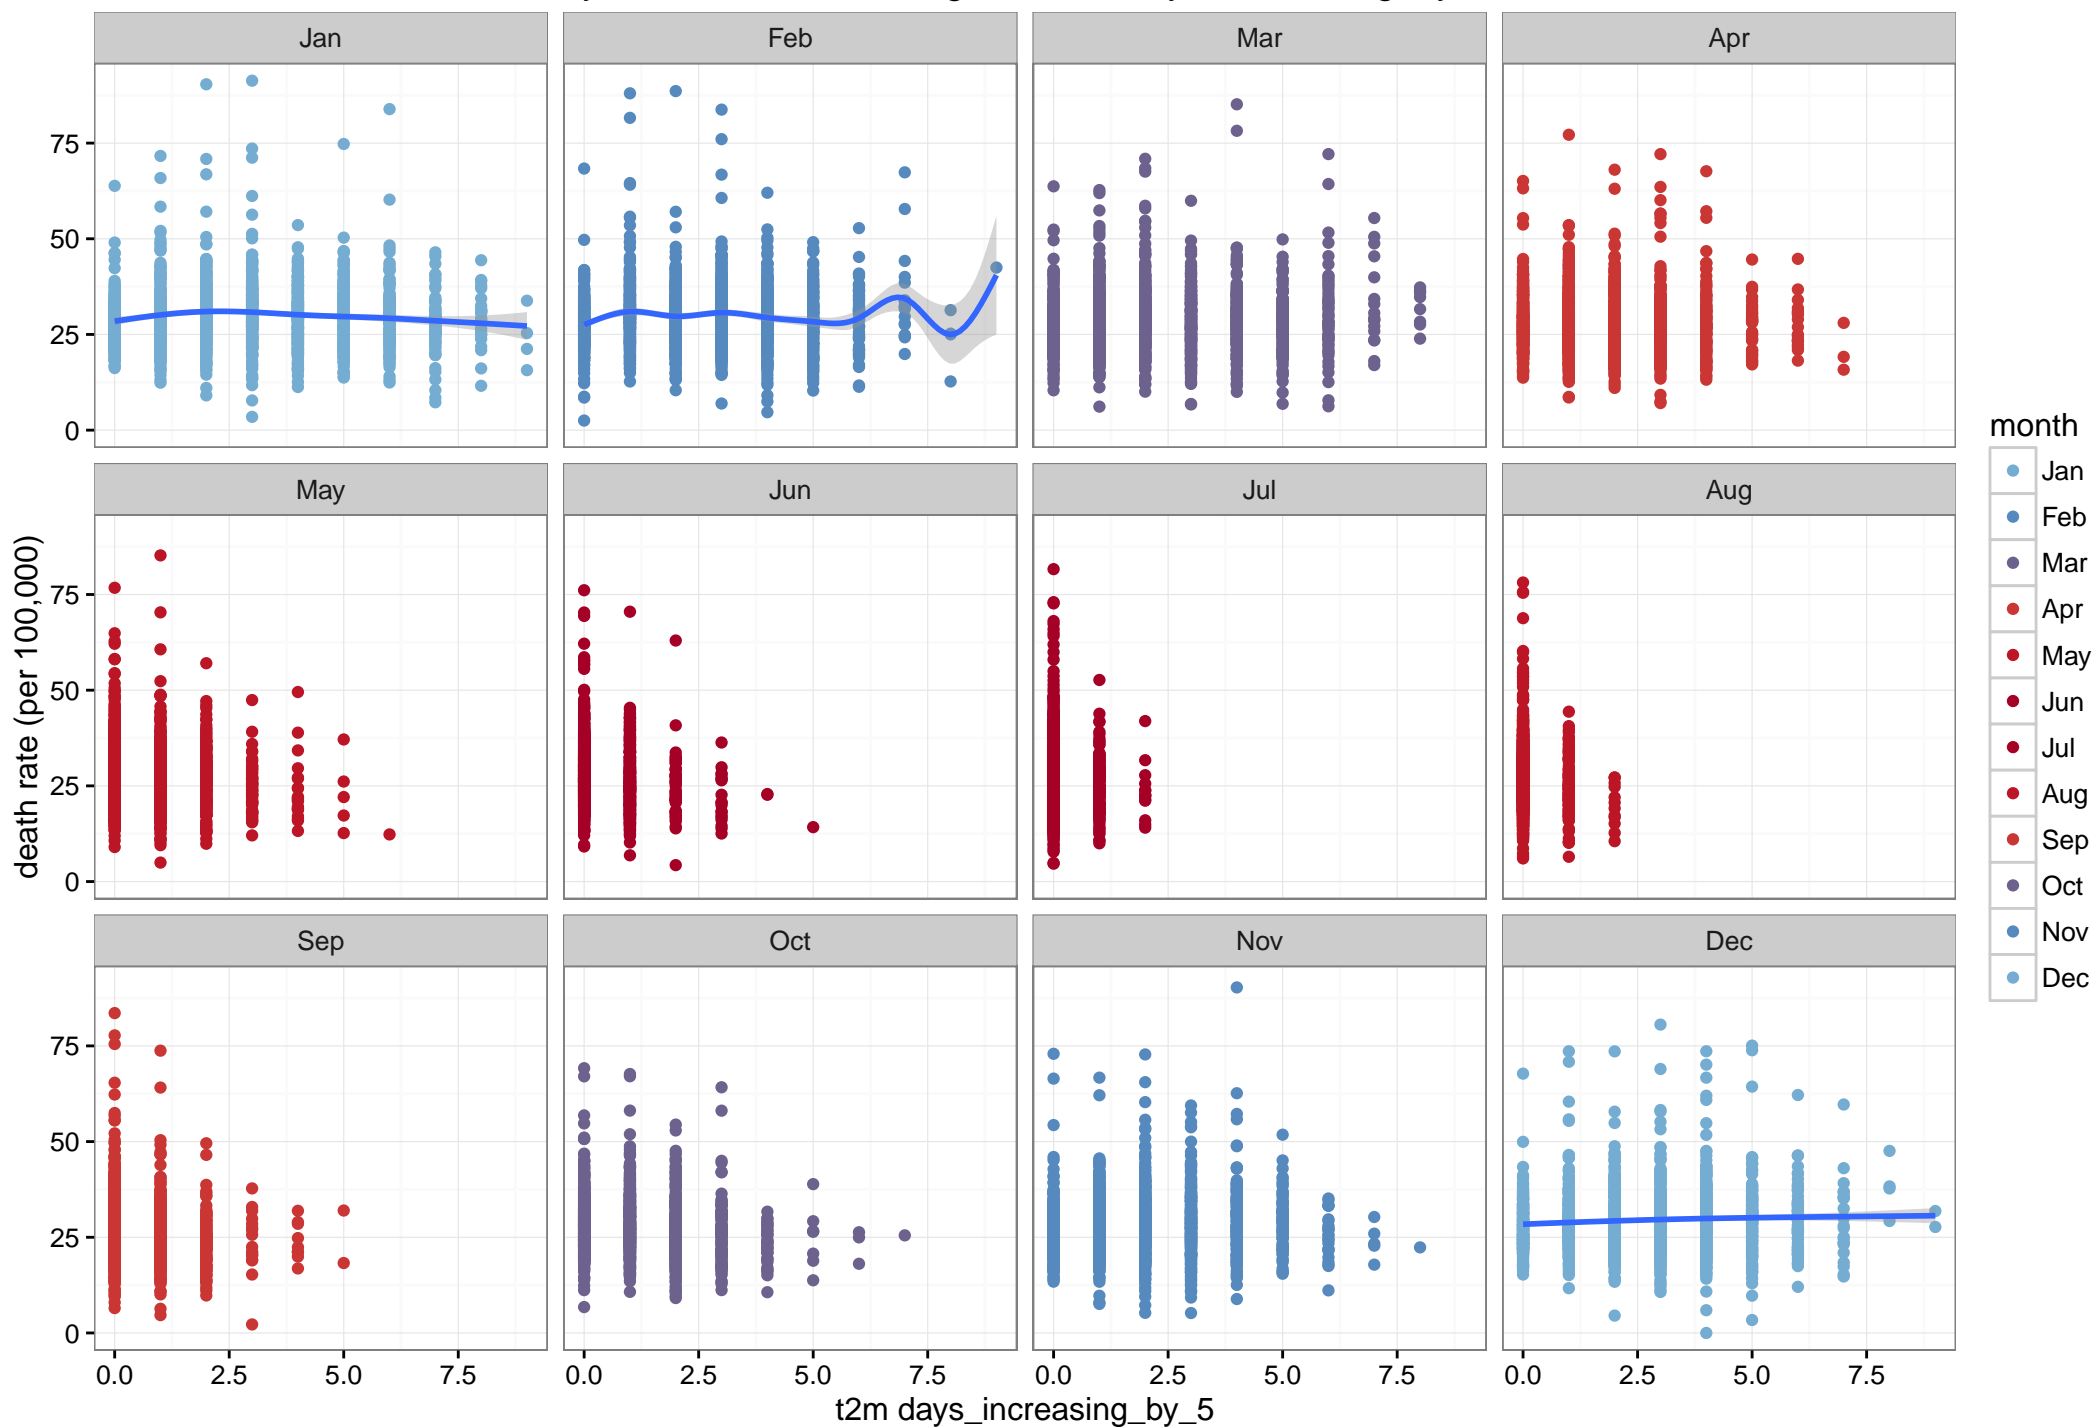 Jan Feb Mar Apr
75
50
25
0
May Jun Jul Aug
75
50
25
0
Sep Oct Nov Dec
75
50
25
0
0.0 2.5 5.0 7.5 0.0 2.5 5.0 7.5 0.0 2.5 5.0 7.5 0.0 2.5 5.0 7.5
t2m days_increasing_by_5
death rate (per 100,000)
month
Jan
Feb
Mar
Apr
May
Jun
Jul
Aug
Sep
Oct
Nov
Dec